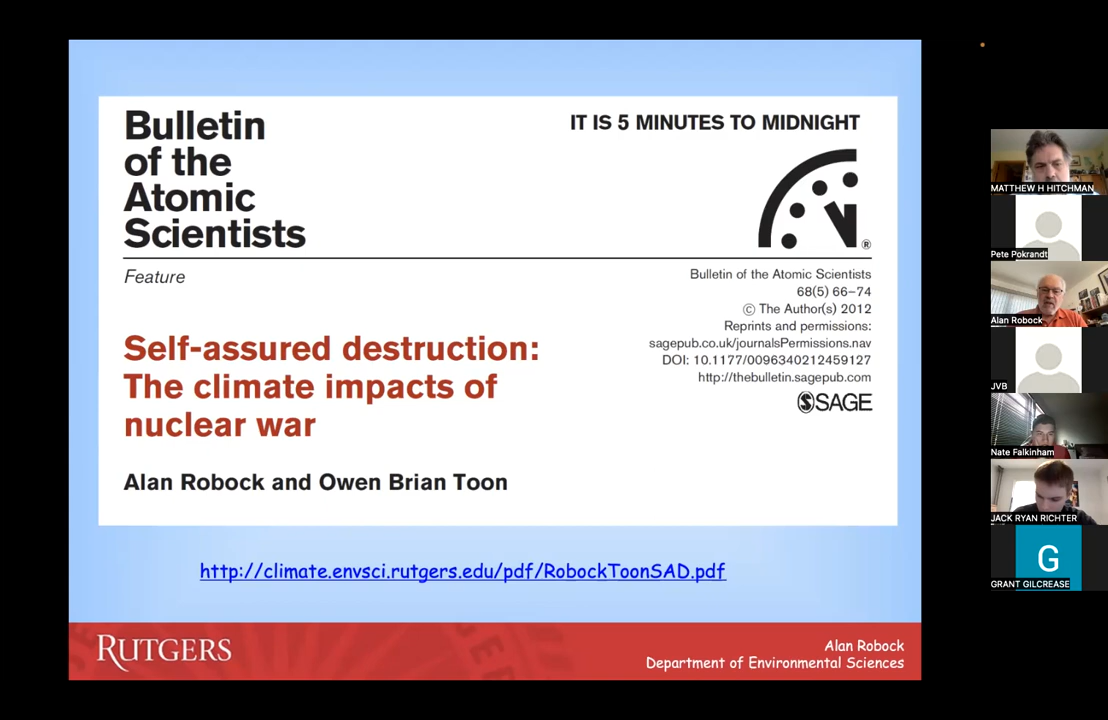 Bulletin
of the
Atomic
Scientists
IT IS 5 MINUTES TO MIDNIGHT
®
Feature
Bulletin of the Atomic Scientists
68(5) 66–74
© The Author(s) 2012
Reprints and permissions:
sagepub.co.uk/journalsPermissions.nav
DOI: 10.1177/0096340212459127
http://thebulletin.sagepub.com
SAGE
Self-assured destruction:
The climate impacts of
nuclear war
Alan Robock and Owen Brian Toon
http://climate.envsci.rutgers.edu/pdf/RobockToonSAD.pdf
RUTGERS
Alan Robock
Department of Environmental Sciences
MATTHEW H HITCHMAN
Pete Pokrandt
Alan Robock
JVB
Nate Falkinham
JACK RYAN RICHTER
G
GRANT GILCREASE